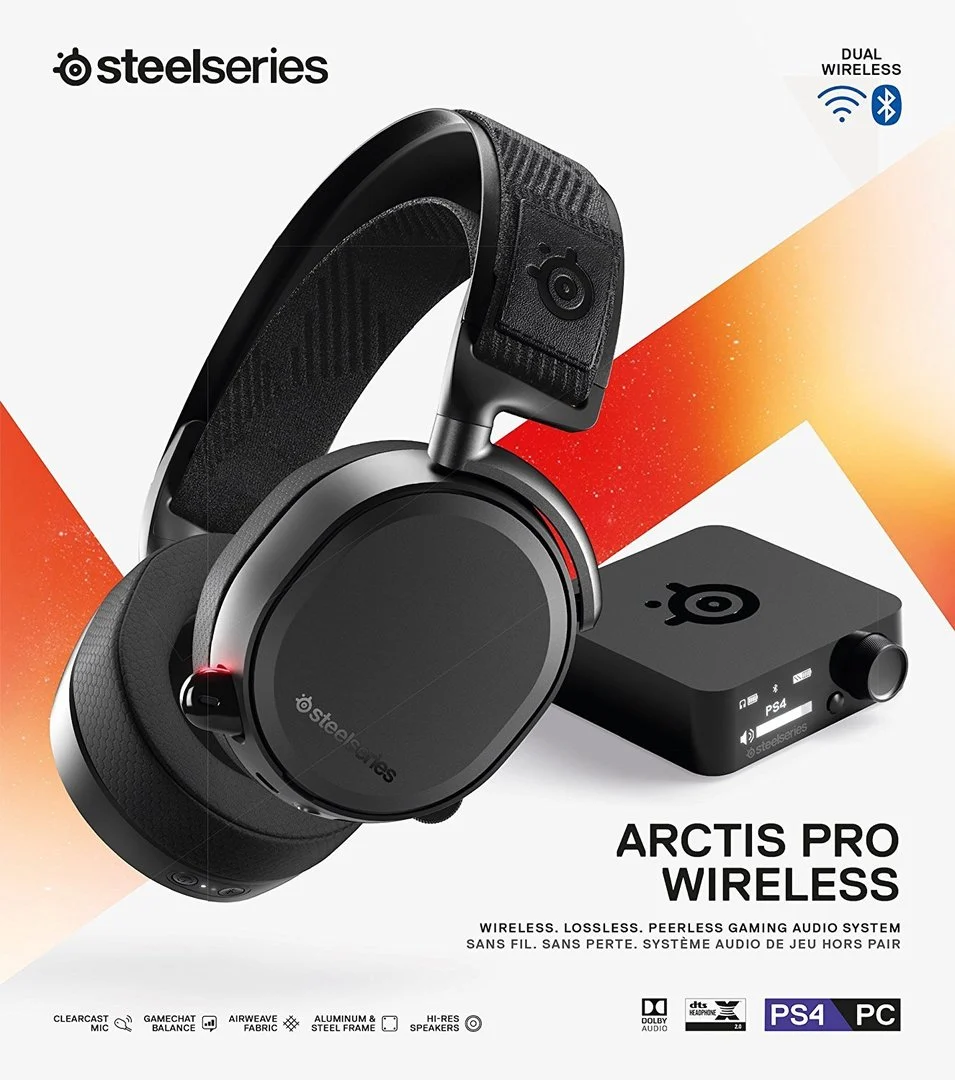 steelseries
DUAL
WIRELESS
steelseries
PS4
steelseries
ARCTIS PRO
WIRELESS
WIRELESS. LOSSLESS. PEERLESS GAMING AUDIO SYSTEM
SANS FIL. SANS PERTE. SYSTÈME AUDIO DE JEU HORS PAIR
CLEARCAST
MIC
GAMECHAT
BALANCE
AIRWEAVE
FABRIC
ALUMINUM &
STEEL FRAME
HI-RES
SPEAKERS
DOLBY
AUDIO
dts
HEADPHONE
X
2.0
PS4
PC